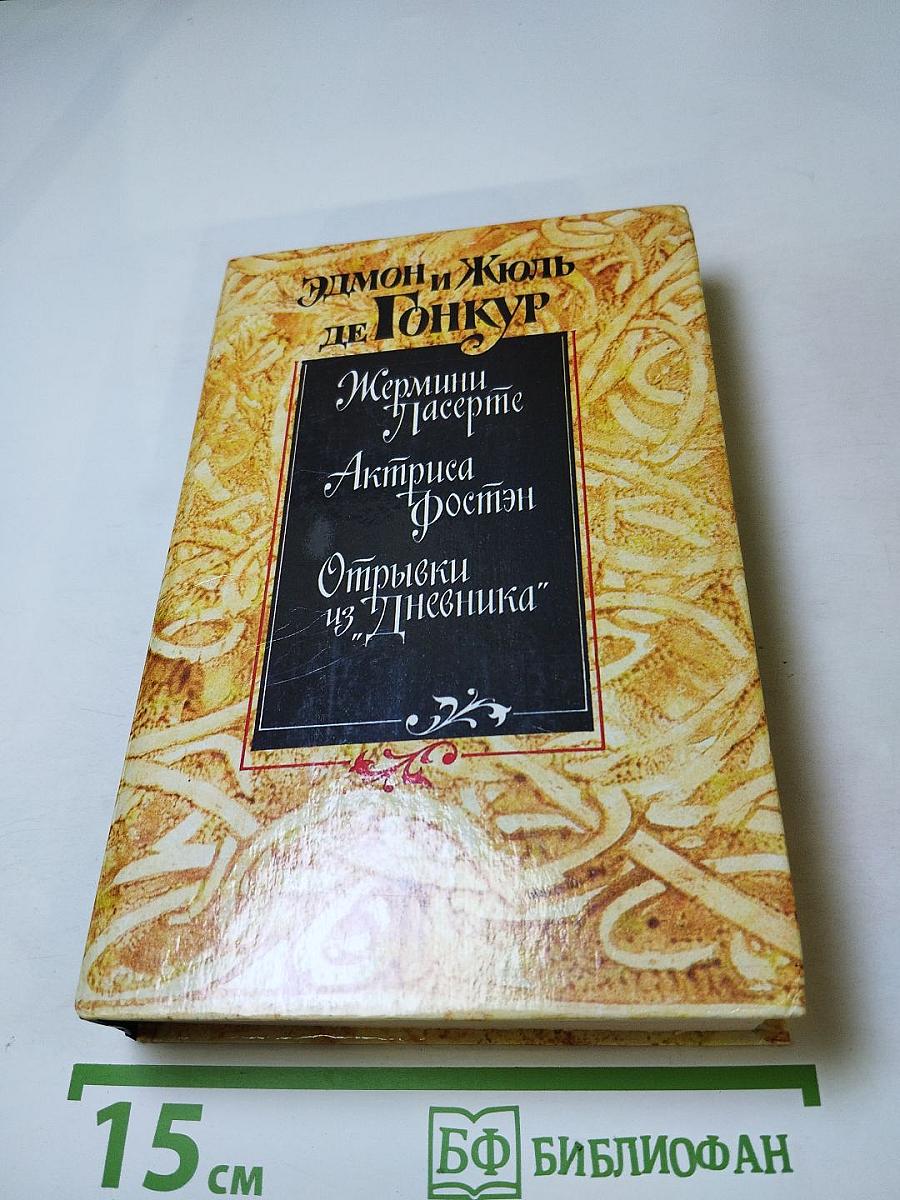 Эдмон и Жюль
де Гонкур
Жермини
Ласерте
Актриса
Фостэн
Отрывки
из „Дневника"
15 см
БФ БИБЛИОФАН